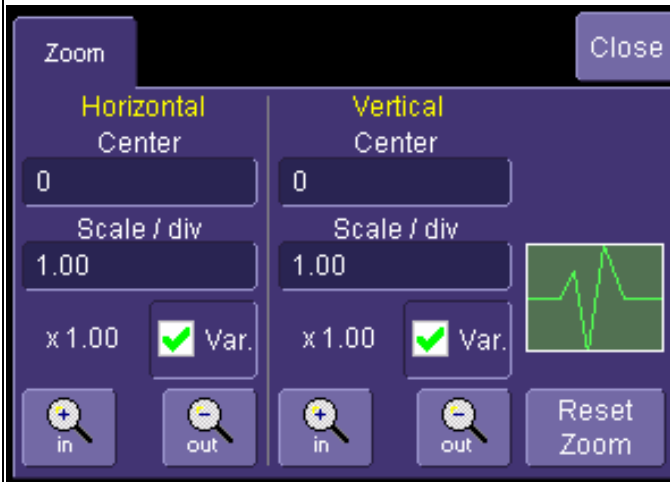 Zoom
Close
Horizontal
Vertical
Center
Center
0
0
Scale / div
Scale / div
1.00
1.00
x 1.00
Var.
x 1.00
Var.
in
out
in
out
Reset
Zoom